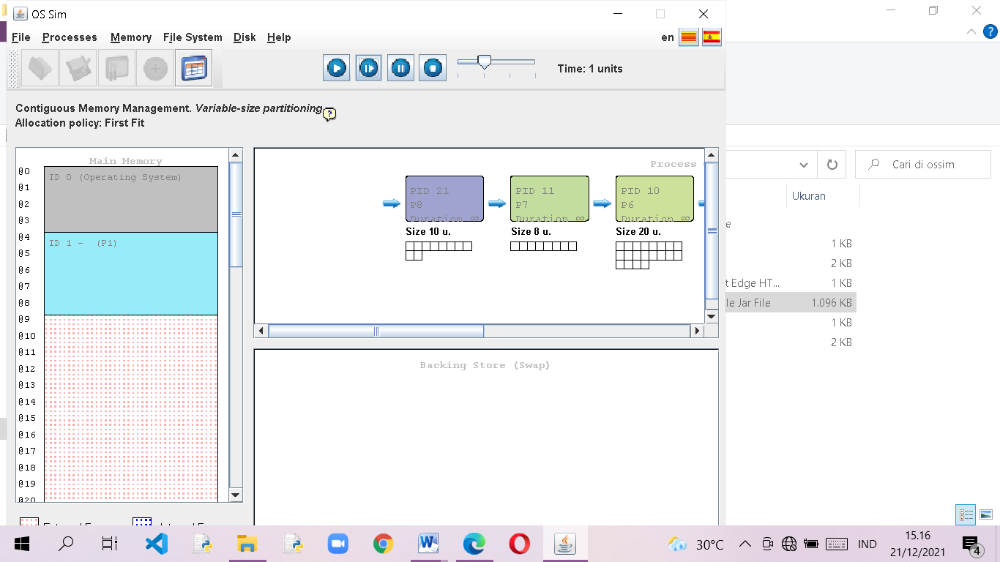 OS Sim
File Processes Memory File System Disk Help
en
Time: 1 units
Contiguous Memory Management. Variable-size partitioning
Allocation policy: First Fit
Main Memory
@0
@1
@2
@3
@4
@5
@6
@7
@8
@9
@10
@11
@12
@13
@14
@15
@16
@17
@18
@19
@20
ID 0 (Operating System)
ID 1 - (P1)
Process
PID 21
P8
Duration ∞
Size 10 u.
PID 11
P7
Duration ∞
Size 8 u.
PID 10
P6
Duration ∞
Size 20 u.
Backing Store (Swap)
Cari di ossim
Ukuran
1 KB
2 KB
t Edge HT... 1 KB
le Jar File 1.096 KB
1 KB
2 KB
30°C
IND
15.16
21/12/2021
4